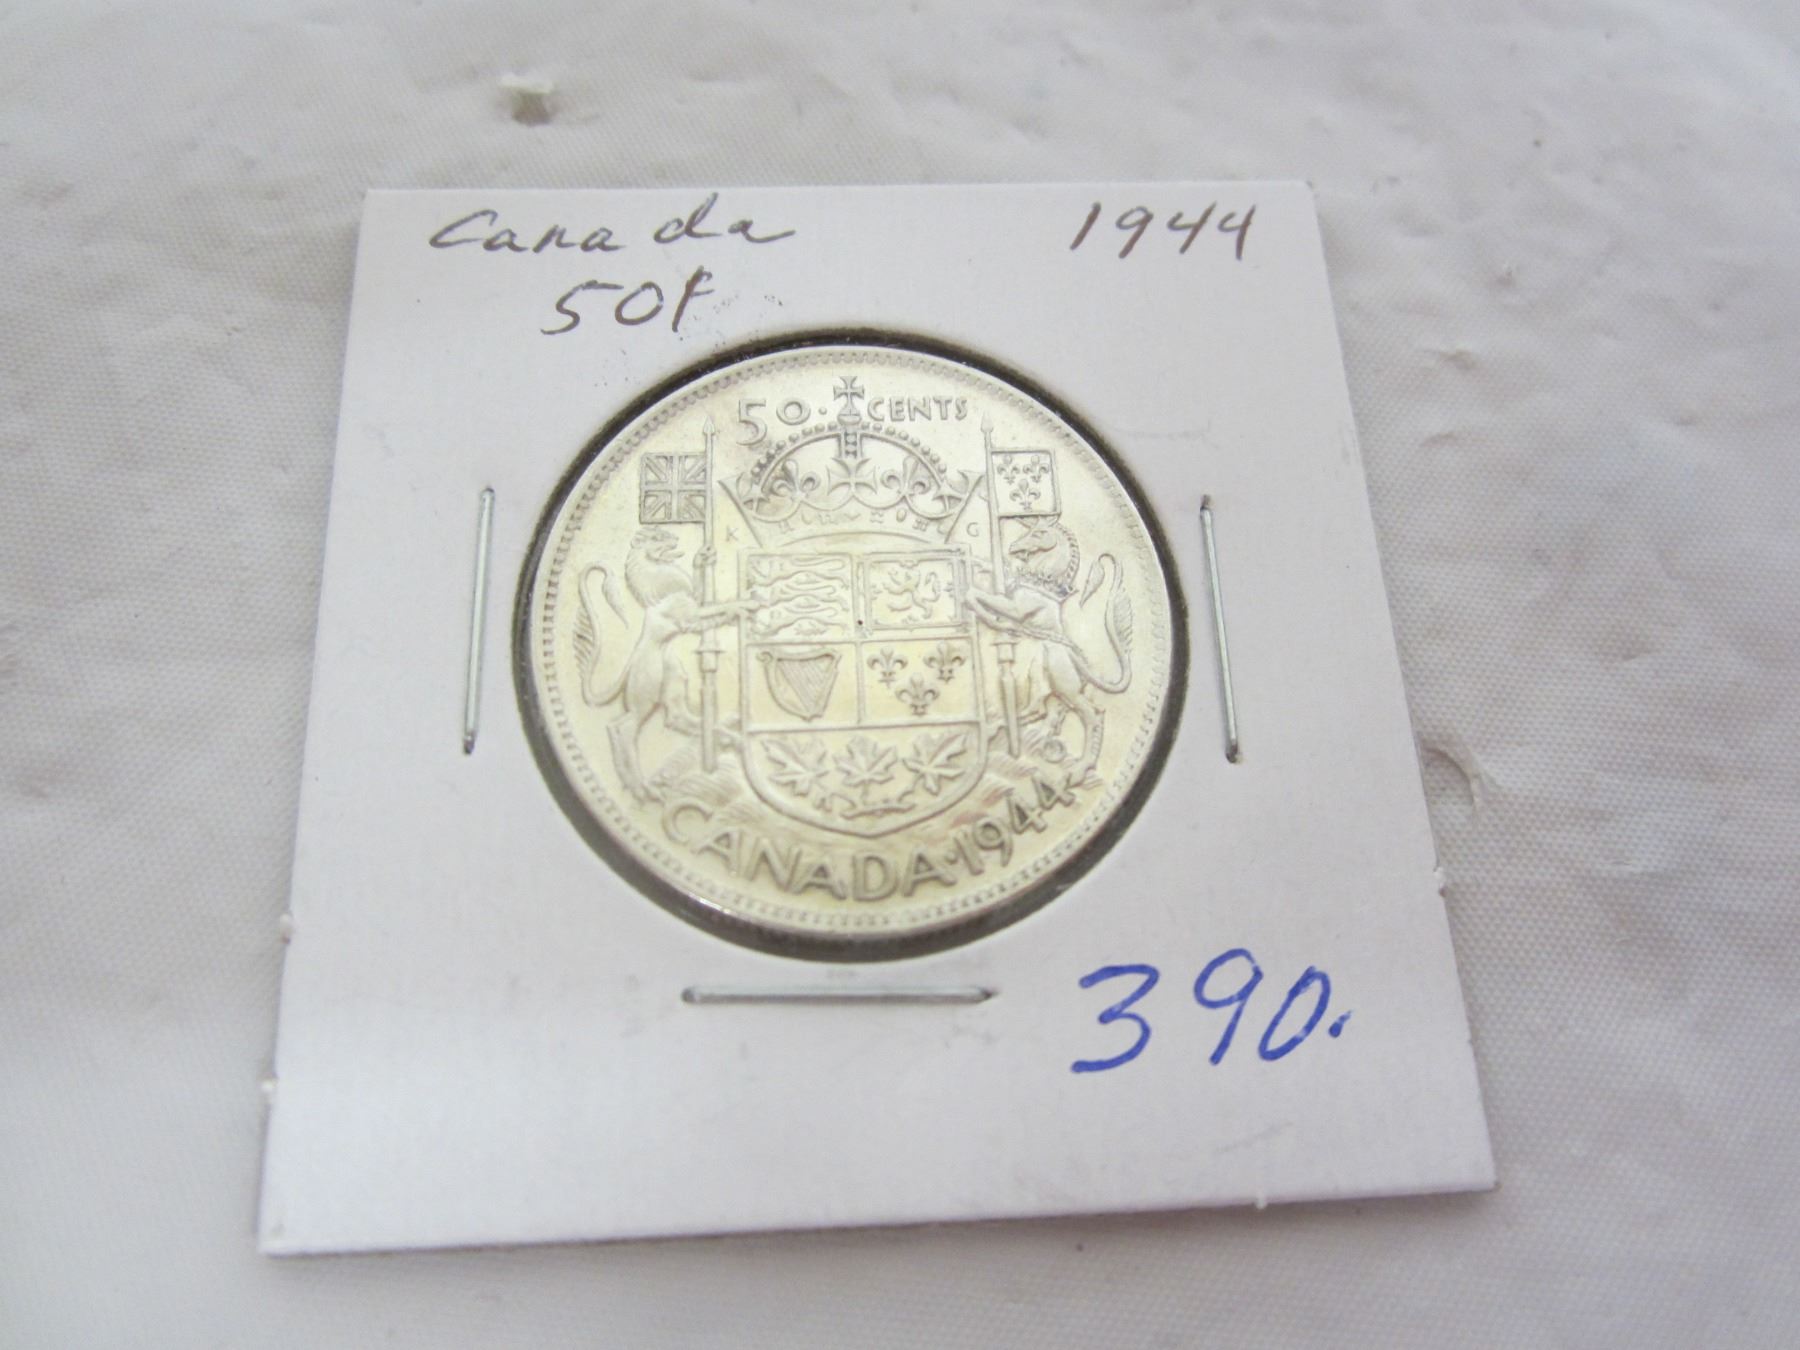 Canada 1944
50¢
50 · CENTS
K G
CANADA · 1944
390.